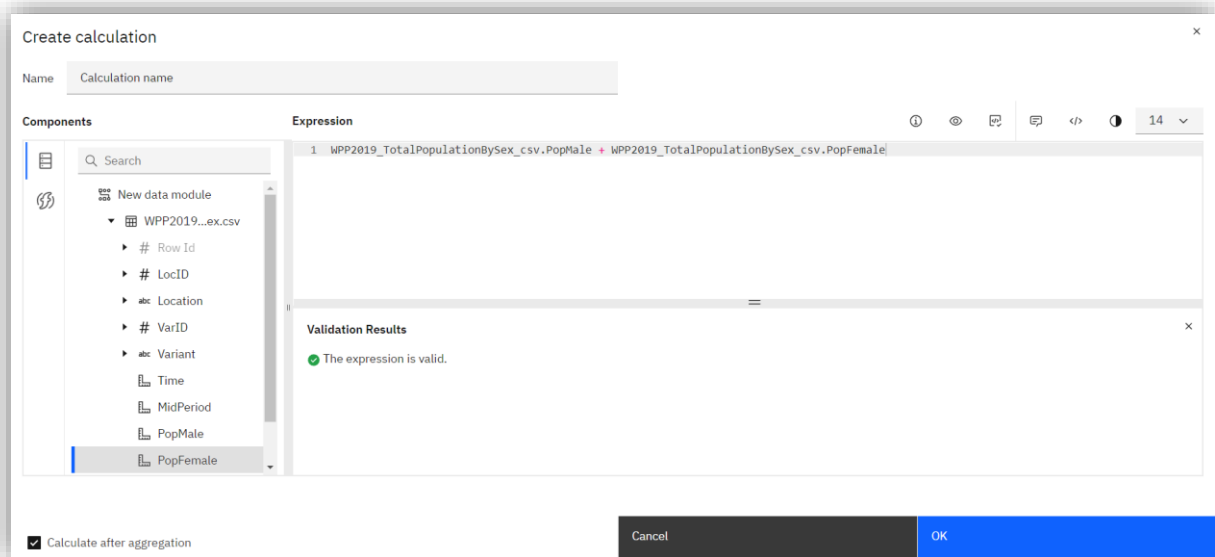 Create calculation
Name Calculation name
Components
Search
New data module
WPP2019...ex.csv
# Row Id
# LocID
abc Location
# VarID
abc Variant
Time
MidPeriod
PopMale
PopFemale
Expression
14
1 WPP2019_TotalPopulationBySex_csv.PopMale + WPP2019_TotalPopulationBySex_csv.PopFemale
Validation Results
The expression is valid.
Calculate after aggregation
Cancel
OK